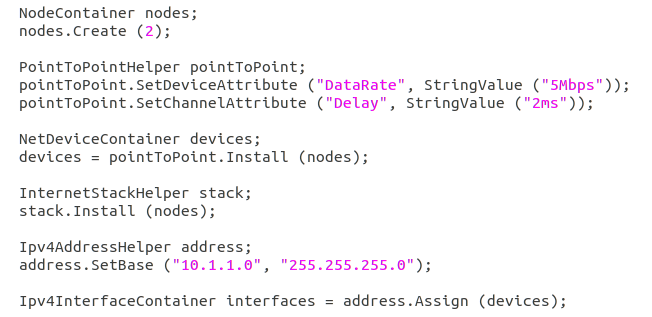 NodeContainer nodes;
nodes.Create (2);

PointToPointHelper pointToPoint;
pointToPoint.SetDeviceAttribute ("DataRate", StringValue ("5Mbps"));
pointToPoint.SetChannelAttribute ("Delay", StringValue ("2ms"));

NetDeviceContainer devices;
devices = pointToPoint.Install (nodes);

InternetStackHelper stack;
stack.Install (nodes);

Ipv4AddressHelper address;
address.SetBase ("10.1.1.0", "255.255.255.0");

Ipv4InterfaceContainer interfaces = address.Assign (devices);